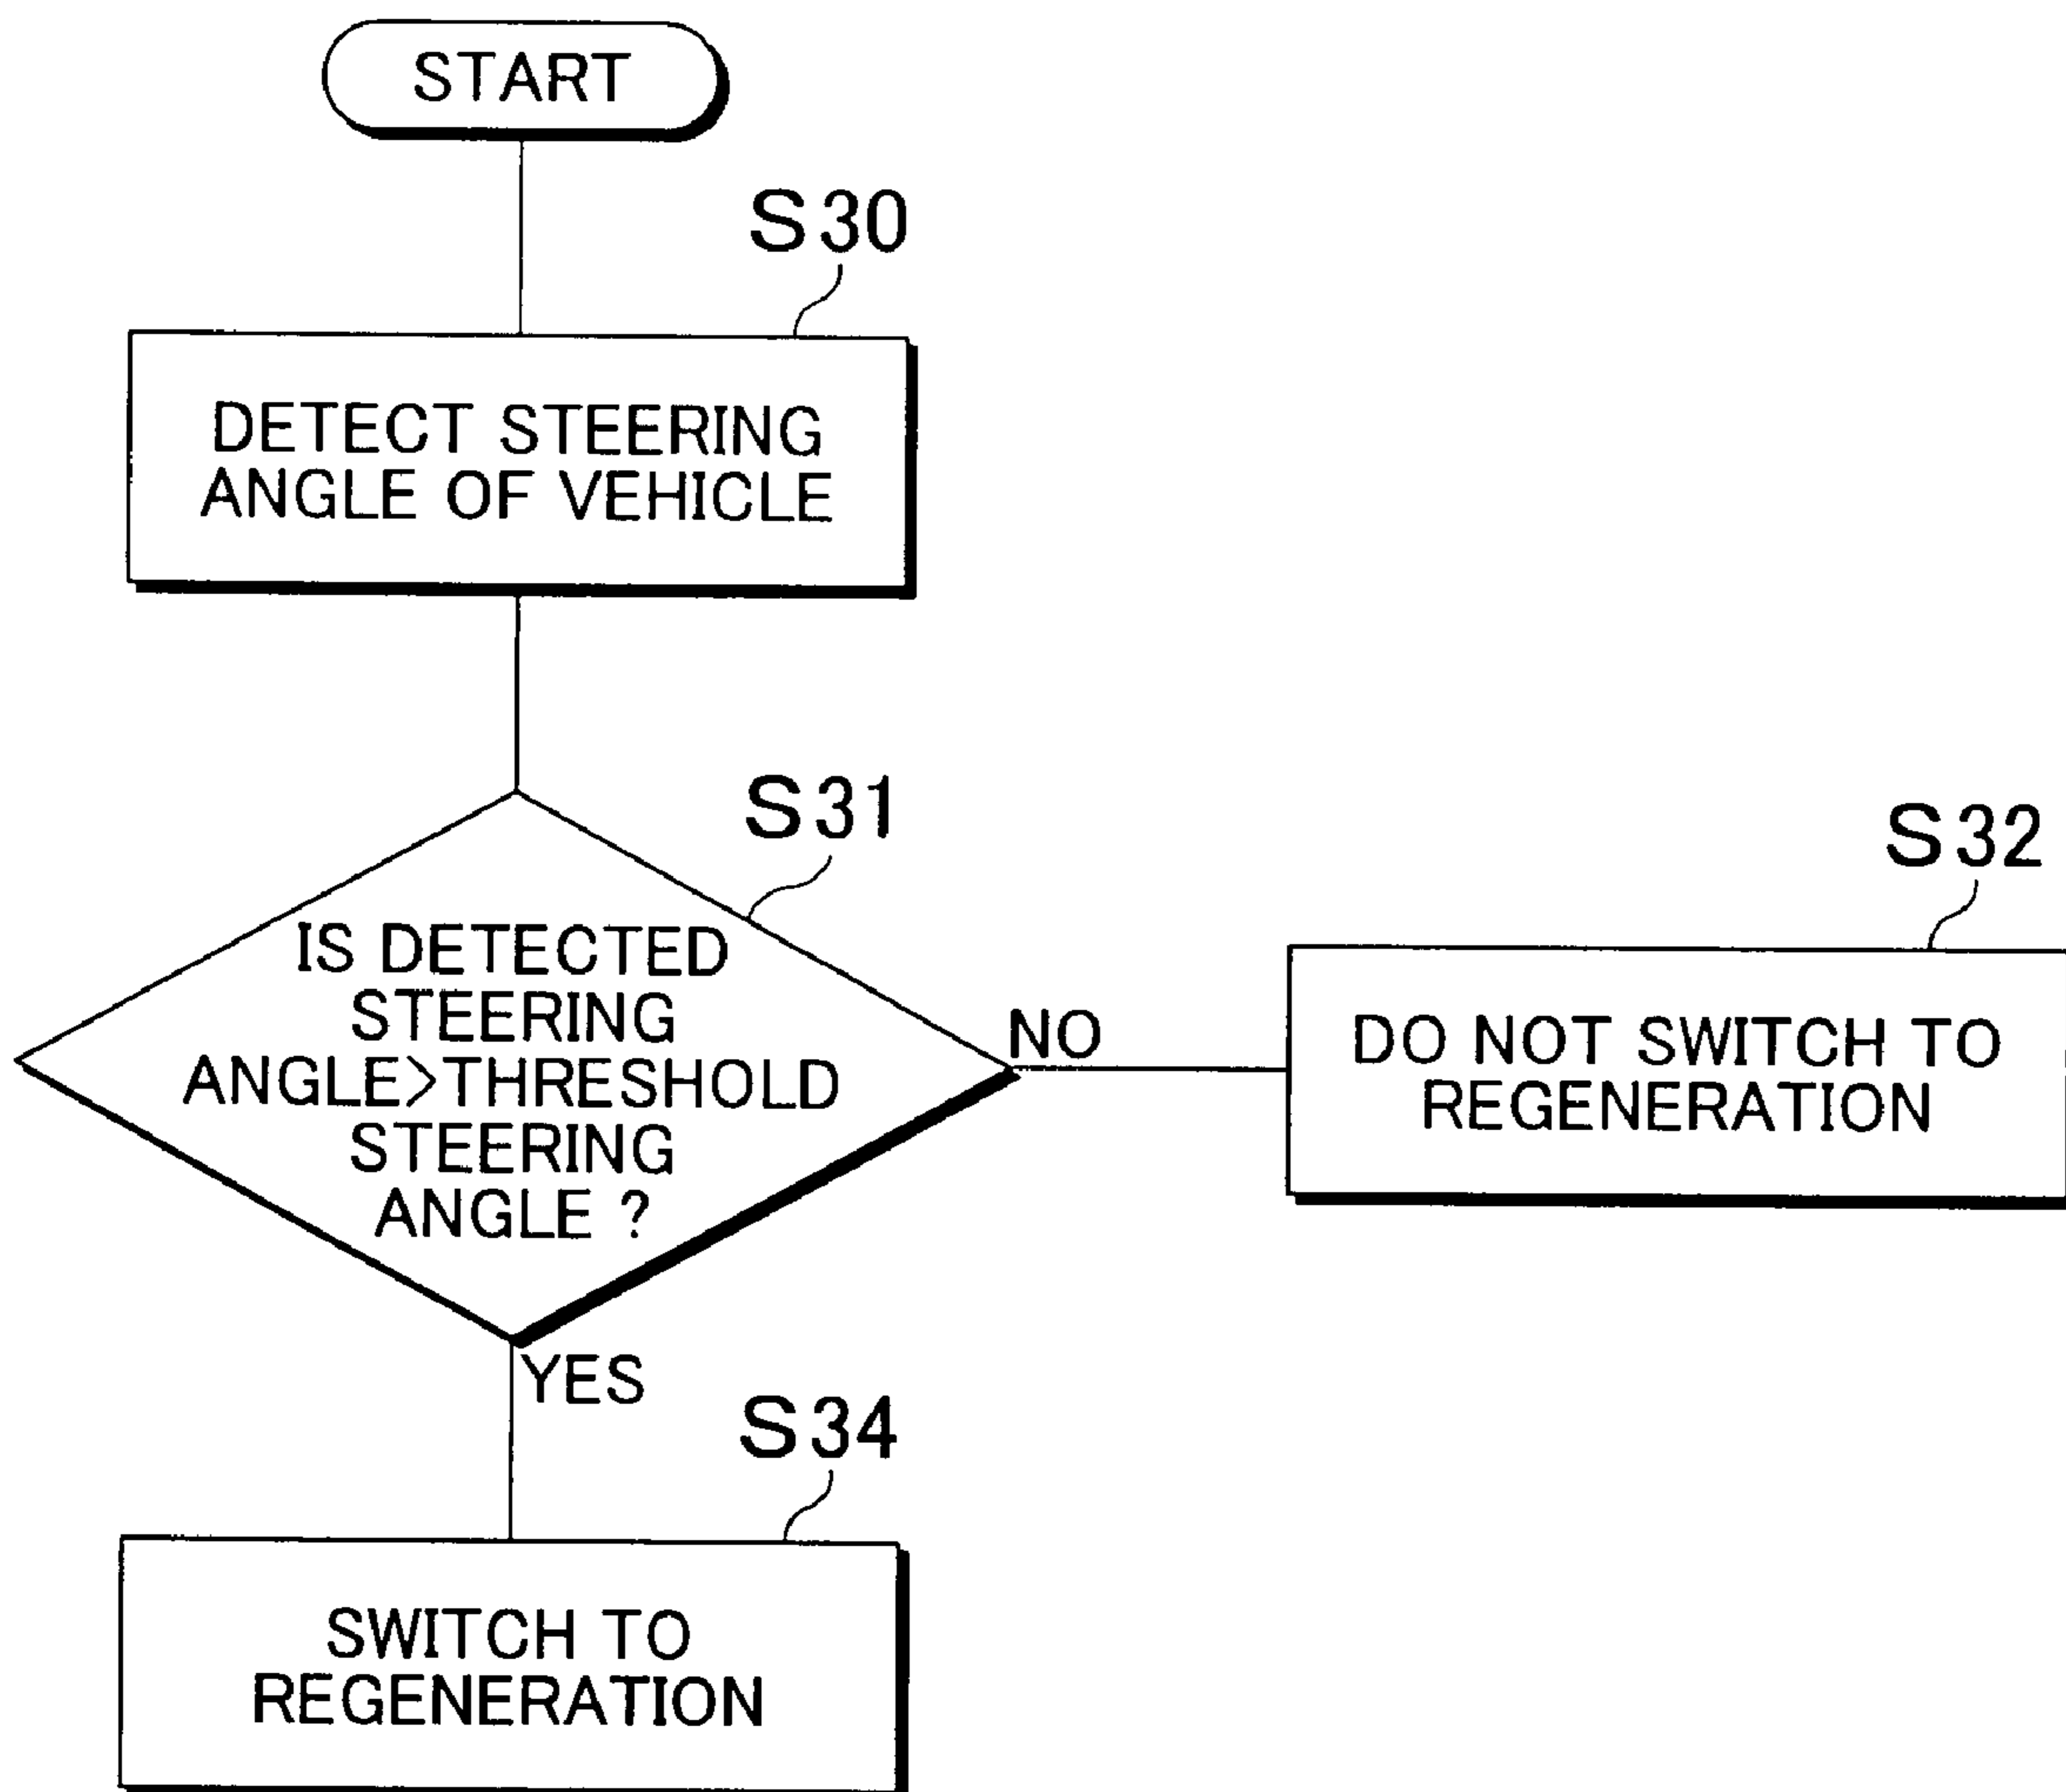 START
S30
DETECT STEERING
ANGLE OF VEHICLE
S31
IS DETECTED
STEERING
ANGLE>THRESHOLD
STEERING
ANGLE ?
NO
S32
DO NOT SWITCH TO
REGENERATION
YES
S34
SWITCH TO
REGENERATION